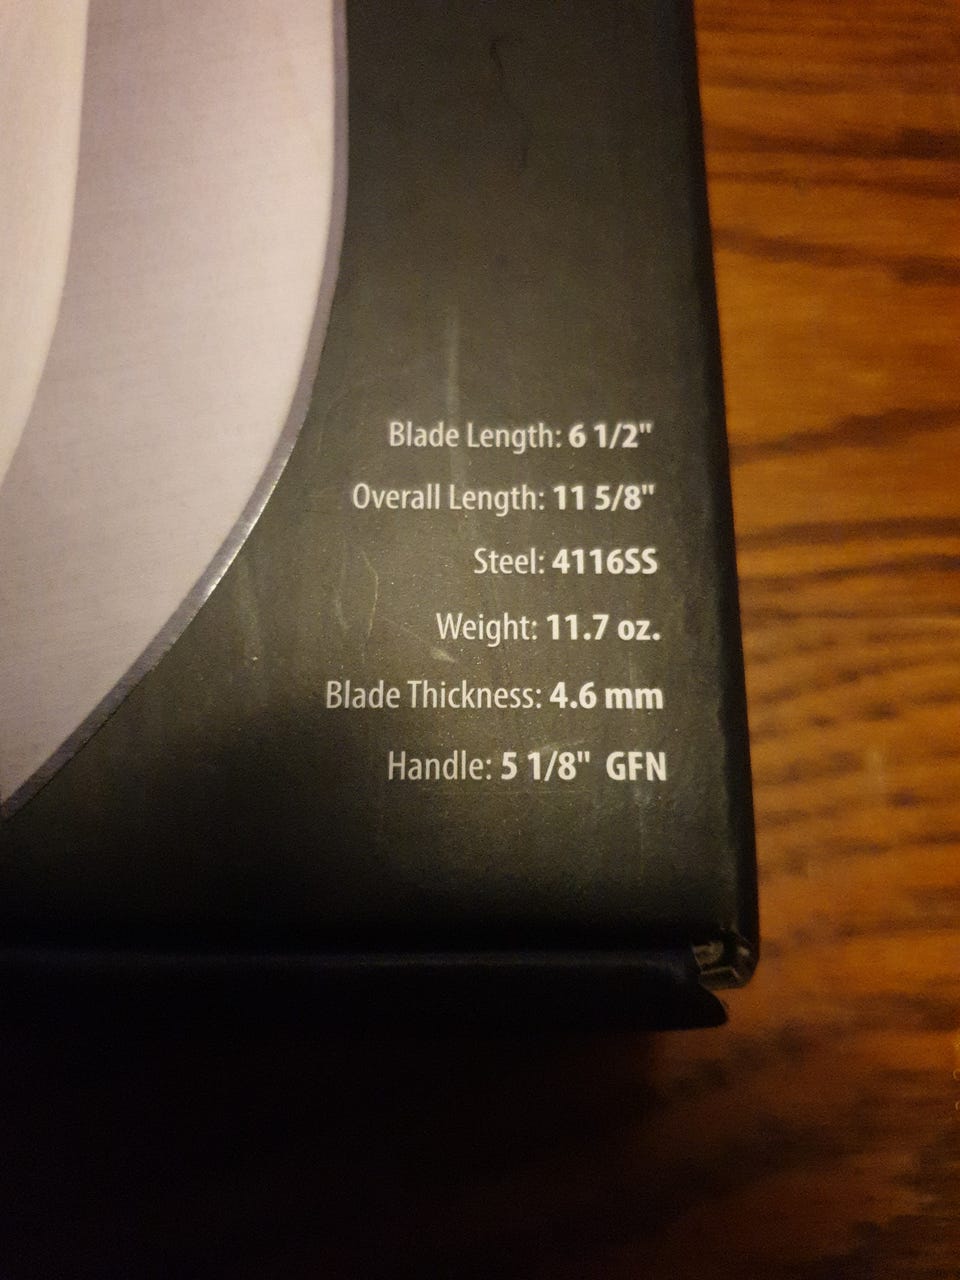 Blade Length: 6 1/2"
Overall Length: 11 5/8"
Steel: 4116SS
Weight: 11.7 oz.
Blade Thickness: 4.6 mm
Handle: 5 1/8" GFN